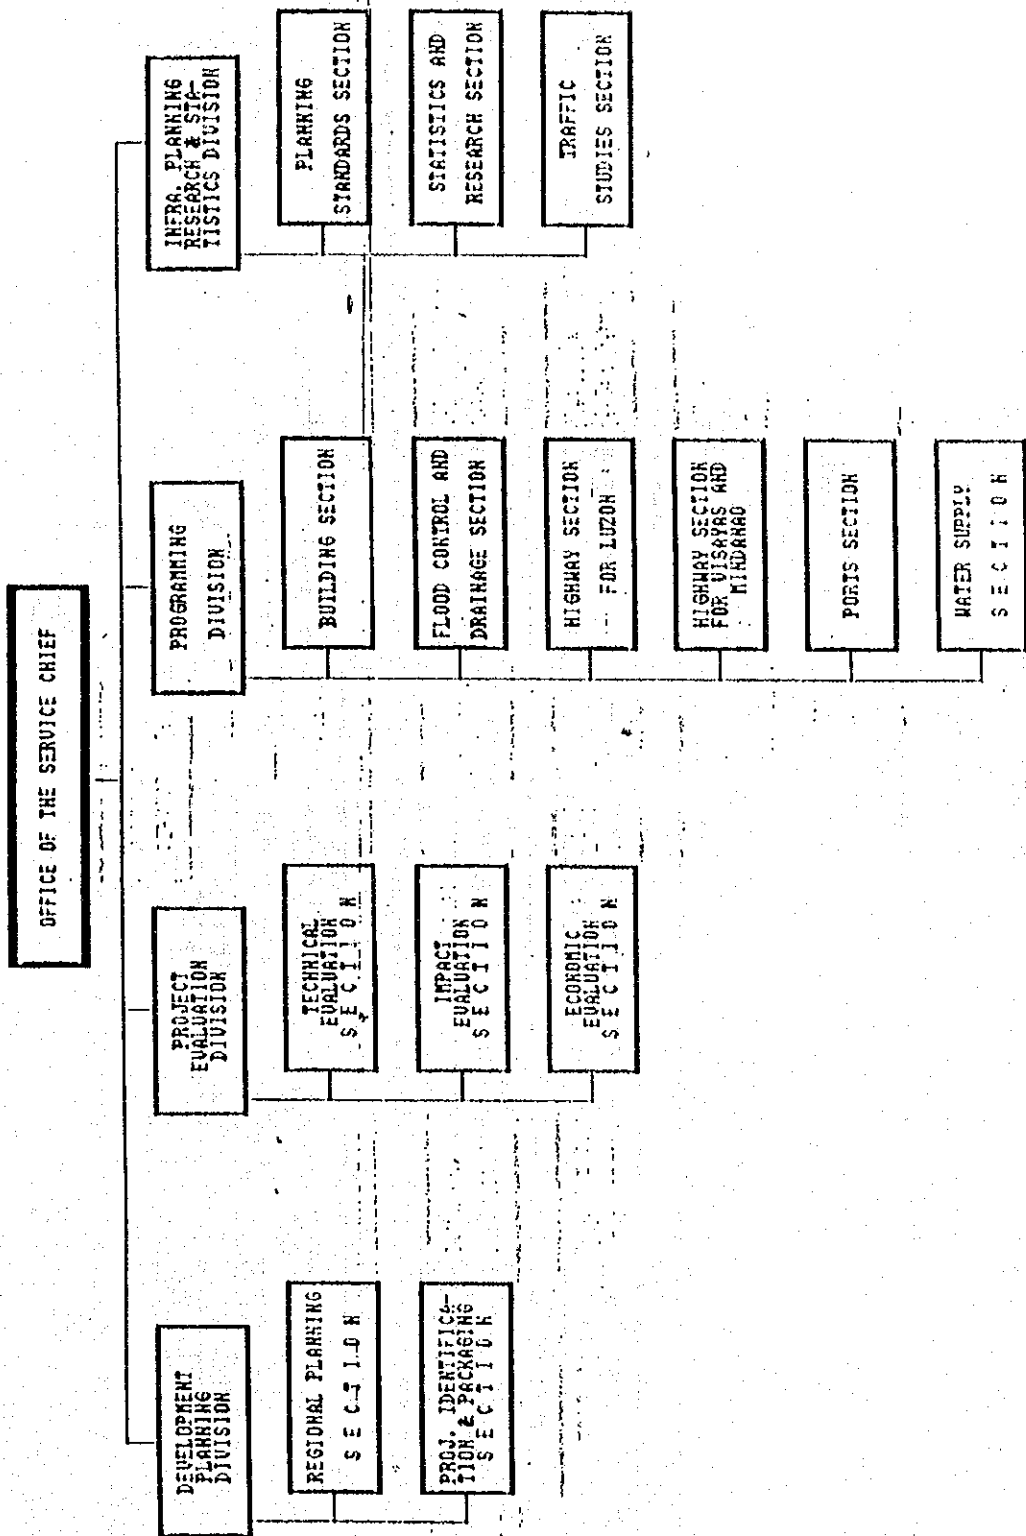 OFFICE OF THE SERVICE CHIEF
DEVELOPMENT
PLANNING
DIVISION
REGIONAL PLANNING
S E C T I O N
PROJ. IDENTIFICA-
TION & PACKAGING
S E C T I O N
PROJECT
EVALUATION
DIVISION
TECHNICAL
EVALUATION
S E C T I O N
IMPACT
EVALUATION
S E C T I O N
ECONOMIC
EVALUATION
S E C T I O N
PROGRAMMING
DIVISION
BUILDING SECTION
FLOOD CONTROL AND
DRAINAGE SECTION
HIGHWAY SECTION
FOR LUZON
HIGHWAY SECTION
FOR VISAYAS AND
MINDANAO
PORTS SECTION
WATER SUPPLY
S E C T I O N
INFRA. PLANNING
RESEARCH & STA-
TISTICS DIVISION
PLANNING
STANDARDS SECTION
STATISTICS AND
RESEARCH SECTION
TRAFFIC
STUDIES SECTION